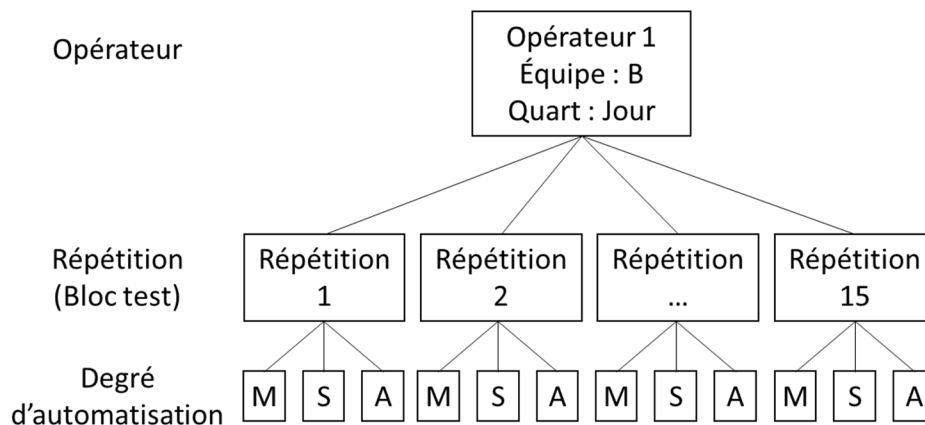 Opérateur
Opérateur 1
Équipe : B
Quart : Jour
Répétition
(Bloc test)
Répétition
1
Répétition
2
Répétition
...
Répétition
15
Degré
d’automatisation
M S A M S A M S A M S A